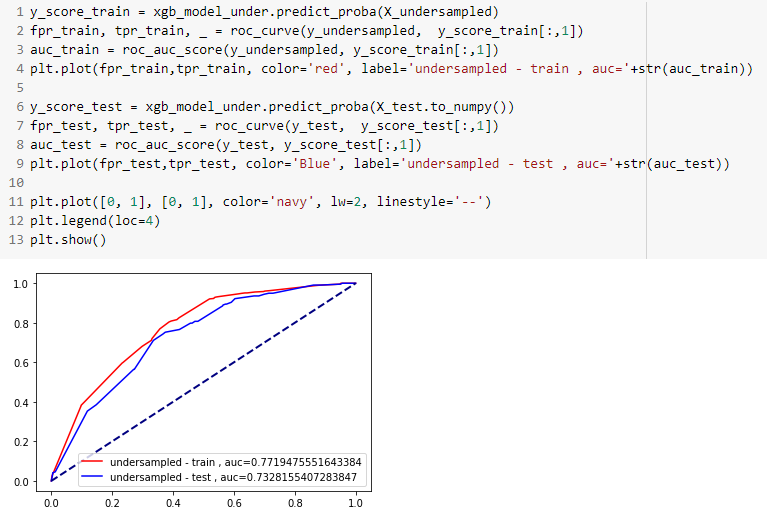 1 y_score_train = xgb_model_under.predict_proba(X_undersampled)
2 fpr_train, tpr_train, _ = roc_curve(y_undersampled,  y_score_train[:,1])
3 auc_train = roc_auc_score(y_undersampled, y_score_train[:,1])
4 plt.plot(fpr_train,tpr_train, color='red', label='undersampled - train , auc='+str(auc_train))
5
6 y_score_test = xgb_model_under.predict_proba(X_test.to_numpy())
7 fpr_test, tpr_test, _ = roc_curve(y_test,  y_score_test[:,1])
8 auc_test = roc_auc_score(y_test, y_score_test[:,1])
9 plt.plot(fpr_test,tpr_test, color='Blue', label='undersampled - test , auc='+str(auc_test))
10
11 plt.plot([0, 1], [0, 1], color='navy', lw=2, linestyle='--')
12 plt.legend(loc=4)
13 plt.show()
1.0
0.8
0.6
0.4
0.2
0.0
undersampled - train , auc=0.7719475551643384
undersampled - test , auc=0.7328155407283847
0.0 0.2 0.4 0.6 0.8 1.0